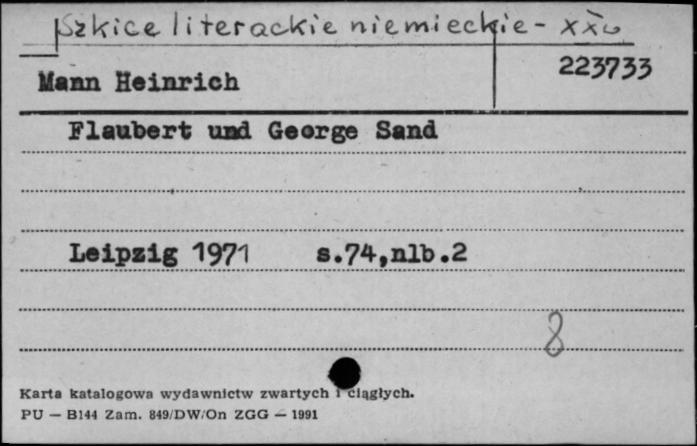 Szkice literackie niemieckie - XXw
223733
Mann Heinrich
Flaubert und George Sand
Leipzig 1971 s.74,nlb.2
8
Karta katalogowa wydawnictw zwartych i ciągłych.
PU — B144 Zam. 849/DW/On ZGG — 1991